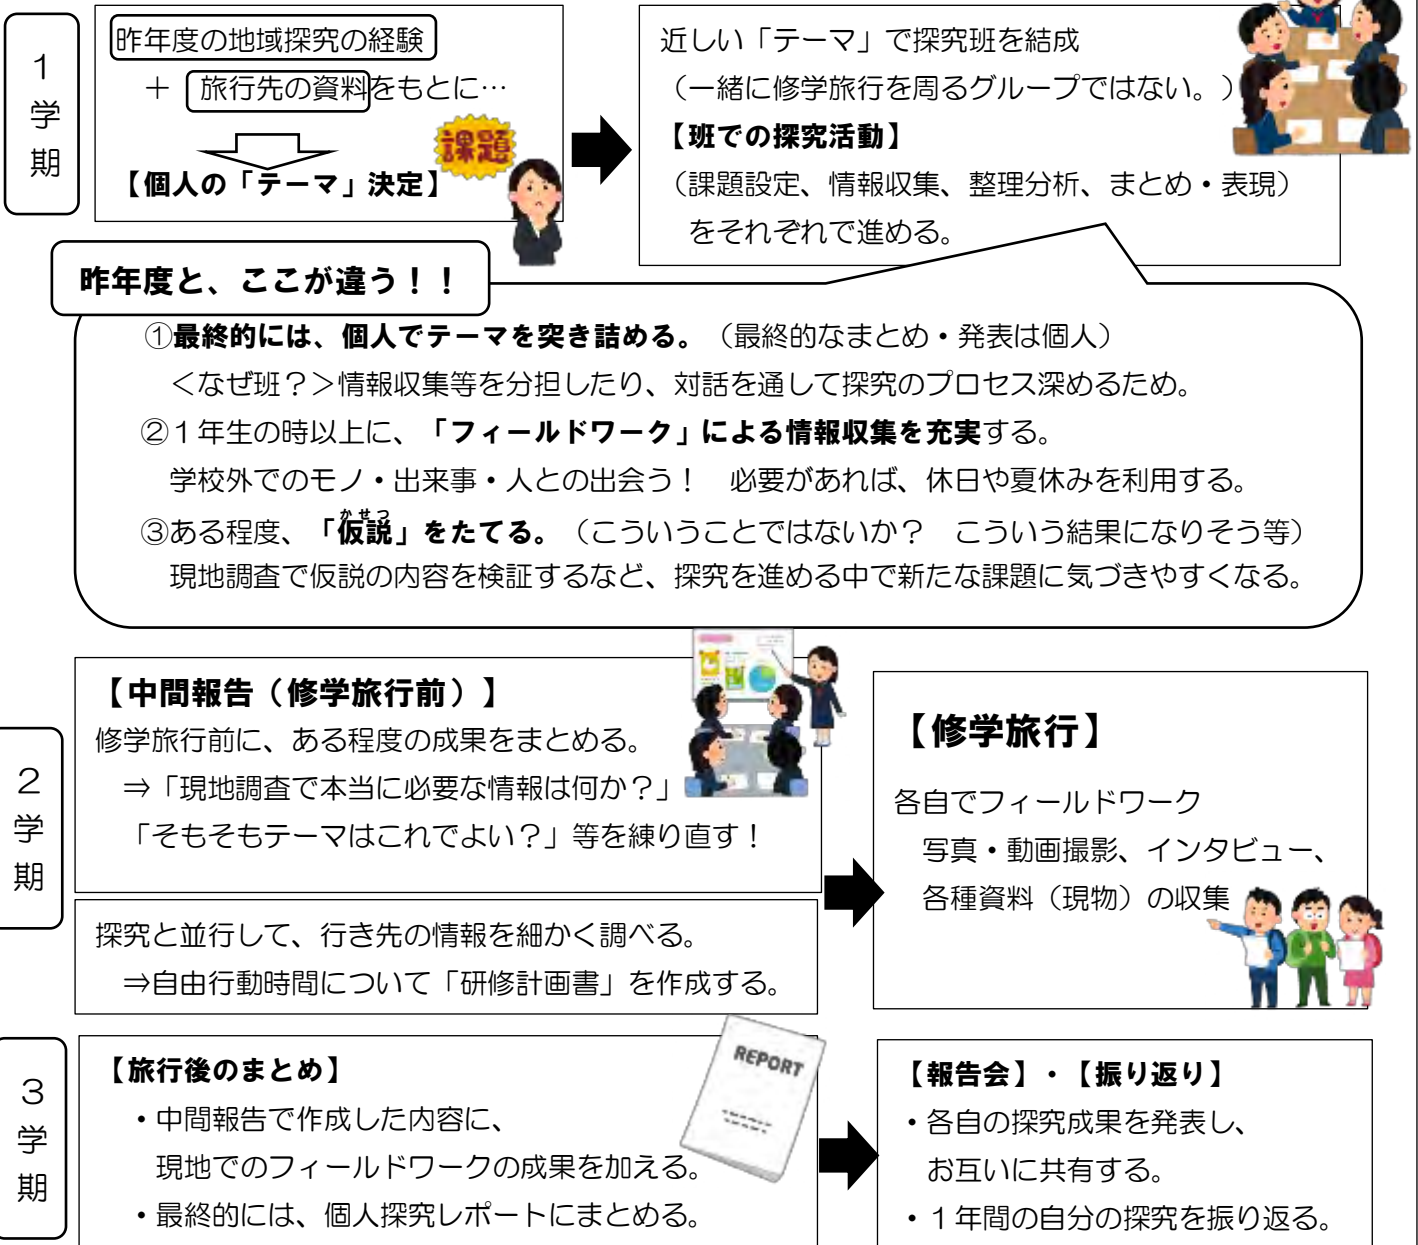 1学期
昨年度の地域探究の経験
＋ 旅行先の資料をもとに…
課題
【個人の「テーマ」決定】
近しい「テーマ」で探究班を結成
（一緒に修学旅行を周るグループではない。）
【班での探究活動】
（課題設定、情報収集、整理分析、まとめ・表現）
をそれぞれで進める。
昨年度と、ここが違う！！
①最終的には、個人でテーマを突き詰める。（最終的なまとめ・発表は個人）
＜なぜ班？＞情報収集等を分担したり、対話を通して探究のプロセス深めるため。
②１年生の時以上に、「フィールドワーク」による情報収集を充実する。
学校外でのモノ・出来事・人との出会う！　必要があれば、休日や夏休みを利用する。
かせつ
③ある程度、「仮説」をたてる。（こういうことではないか？　こういう結果になりそう等）
現地調査で仮説の内容を検証するなど、探究を進める中で新たな課題に気づきやすくなる。
2学期
【中間報告（修学旅行前）】
修学旅行前に、ある程度の成果をまとめる。
⇒「現地調査で本当に必要な情報は何か？」
「そもそもテーマはこれでよい？」等を練り直す！
探究と並行して、行き先の情報を細かく調べる。
⇒自由行動時間について「研修計画書」を作成する。
【修学旅行】
各自でフィールドワーク
写真・動画撮影、インタビュー、
各種資料（現物）の収集
3学期
【旅行後のまとめ】
・中間報告で作成した内容に、
現地でのフィールドワークの成果を加える。
・最終的には、個人探究レポートにまとめる。
REPORT
【報告会】・【振り返り】
・各自の探究成果を発表し、
お互いに共有する。
・１年間の自分の探究を振り返る。